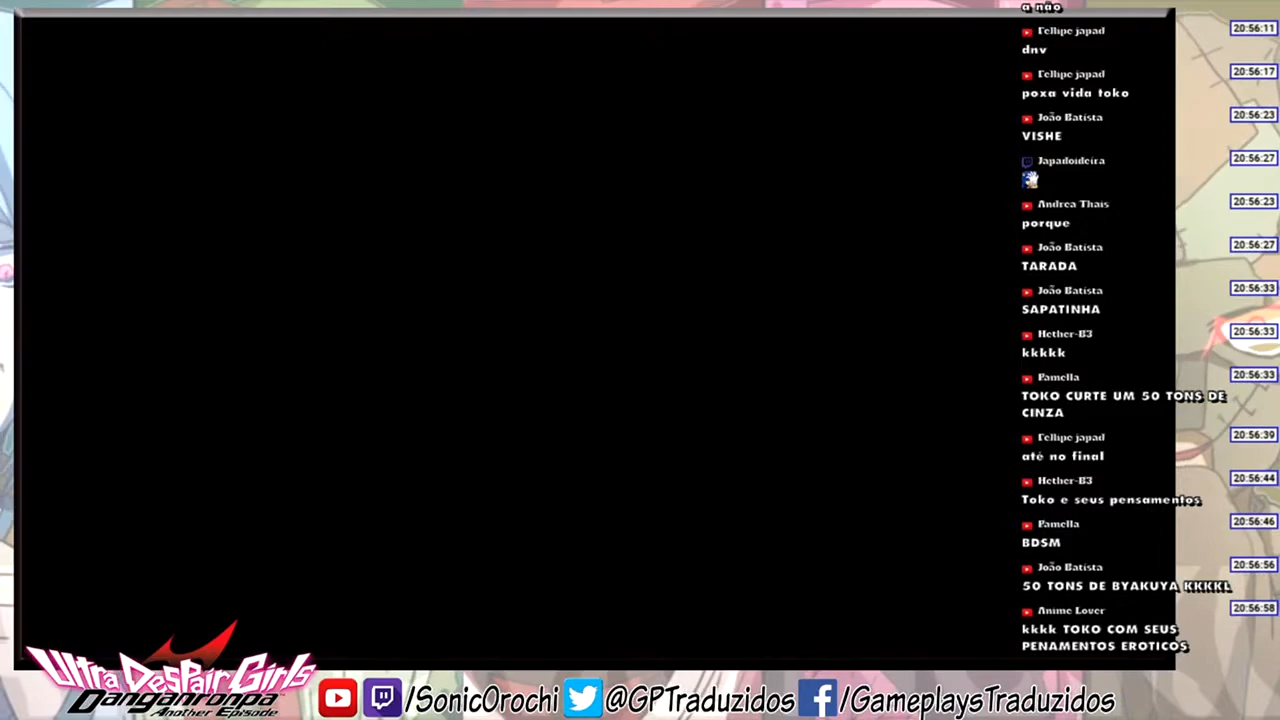 a não
Fellipe japad 20:56:11
dnv
Fellipe japad 20:56:17
poxa vida toko
João Batista 20:56:23
VISHE
Japadoideira 20:56:27
Andrea Thais 20:56:23
porque
João Batista 20:56:27
TARADA
João Batista 20:56:33
SAPATINHA
Hether-B3 20:56:33
kkkkk
Pamella 20:56:33
TOKO CURTE UM 50 TONS DE
CINZA
Fellipe japad 20:56:39
até no final
Hether-B3 20:56:44
Toko e seus pensamentos
Pamella 20:56:46
BDSM
João Batista 20:56:56
50 TONS DE BYAKUYA KKKKL
Anime Lover 20:56:58
kkkk TOKO COM SEUS
PENAMENTOS EROTICOS
Ultra Despair Girls
Danganronpa
Another Episode
/SonicOrochi @GPTraduzidos /GameplaysTraduzidos